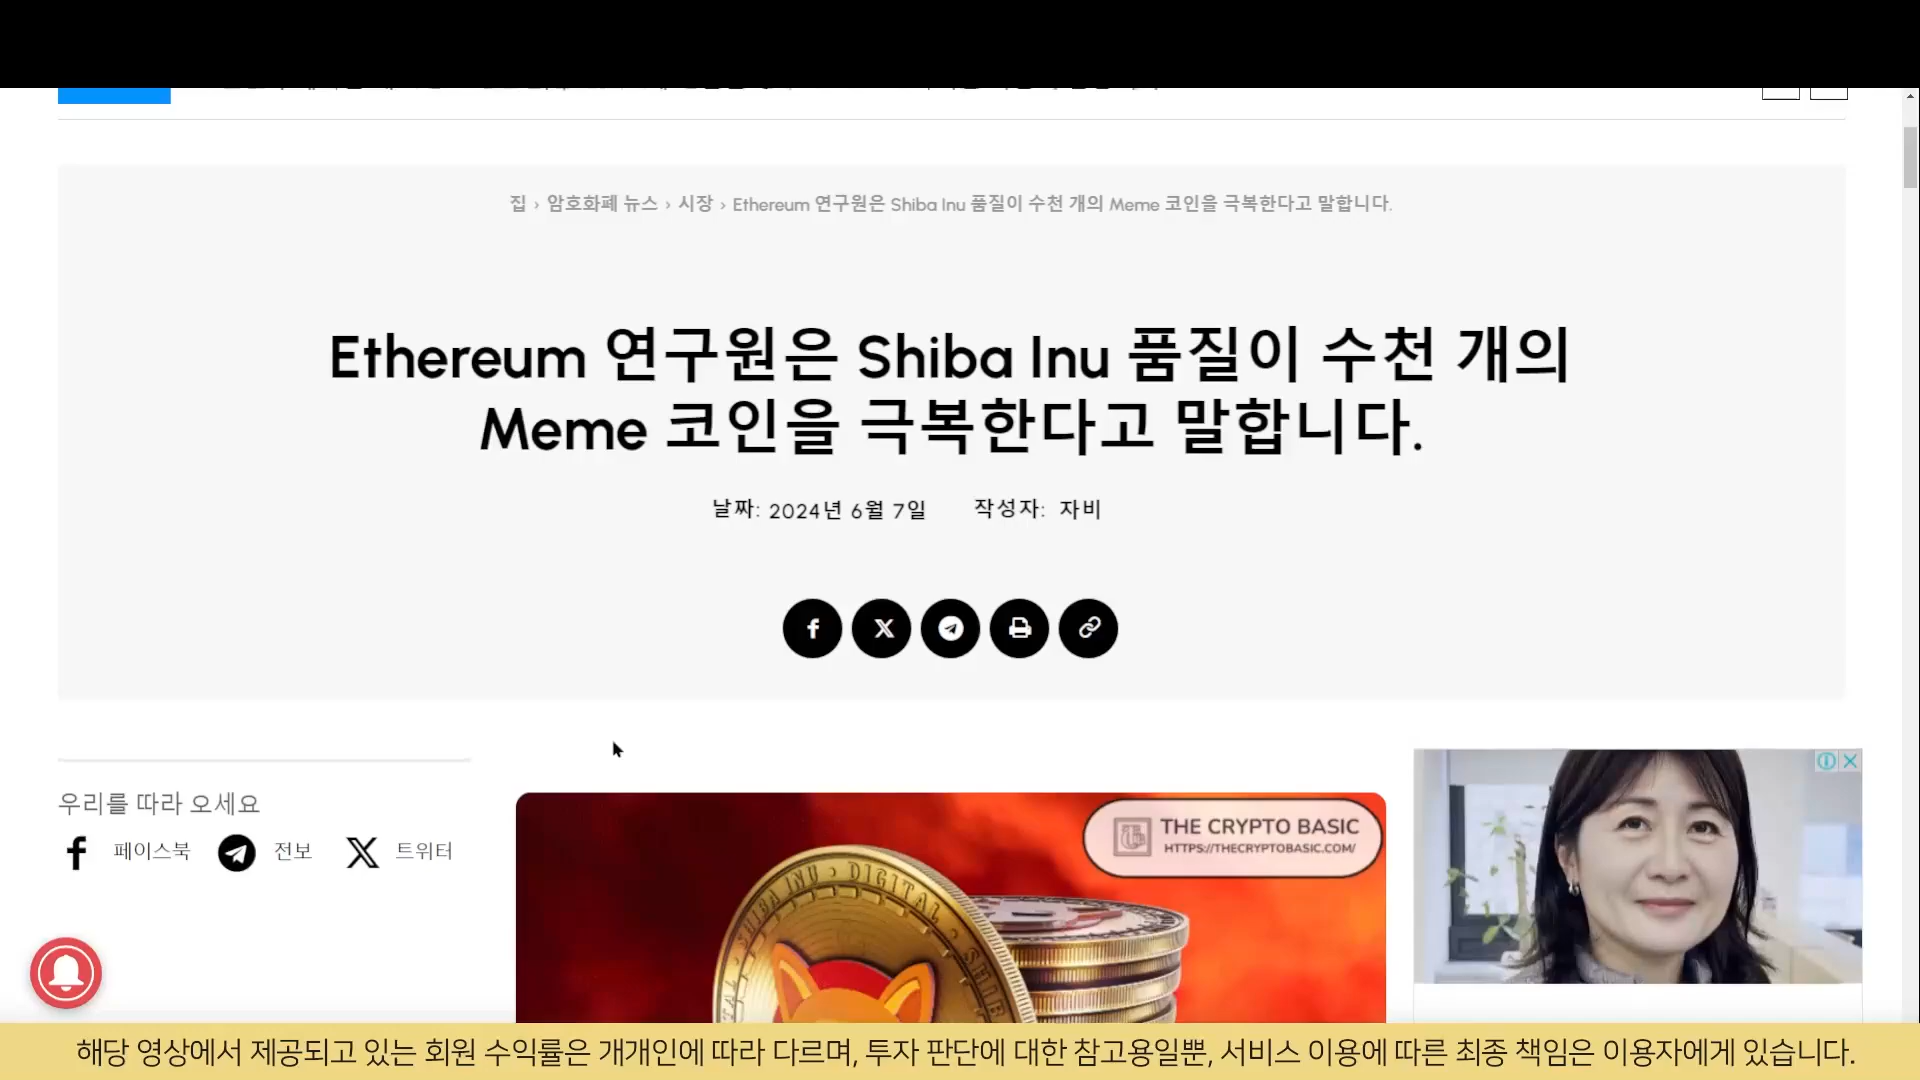 집 › 암호화폐 뉴스 › 시장 › Ethereum 연구원은 Shiba Inu 품질이 수천 개의 Meme 코인을 극복한다고 말합니다.
Ethereum 연구원은 Shiba Inu 품질이 수천 개의
Meme 코인을 극복한다고 말합니다.
날짜: 2024년 6월 7일 작성자: 자비
우리를 따라 오세요
페이스북 전보 트위터
THE CRYPTO BASIC
HTTPS://THECRYPTOBASIC.COM/
SHIBA INU • DIGITAL
해당 영상에서 제공되고 있는 회원 수익률은 개개인에 따라 다르며, 투자 판단에 대한 참고용일뿐, 서비스 이용에 따른 최종 책임은 이용자에게 있습니다.